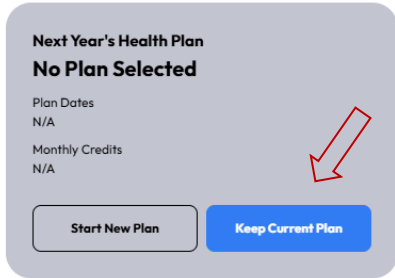 Next Year's Health Plan
No Plan Selected
Plan Dates
N/A
Monthly Credits
N/A
Start New Plan
Keep Current Plan